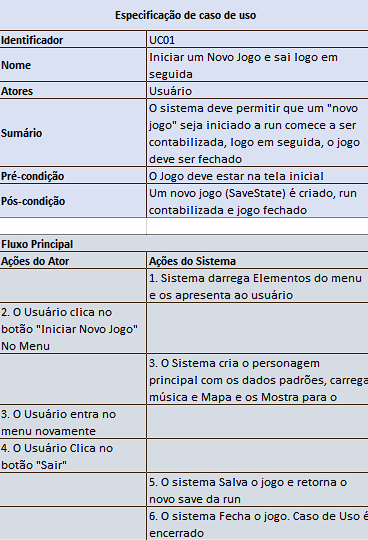 Especificação de caso de uso
Identificador UC01
Nome Iniciar um Novo Jogo e sai logo em
seguida
Atores Usuário
Sumário O sistema deve permitir que um "novo
jogo" seja iniciado a run comece a ser
contabilizada, logo em seguida, o jogo
deve ser fechado
Pré-condição O Jogo deve estar na tela inicial
Pós-condição Um novo jogo (SaveState) é criado, run
contabilizada e jogo fechado
Fluxo Principal
Ações do Ator Ações do Sistema
1. Sistema darrega Elementos do menu
e os apresenta ao usuário
2. O Usuário clica no
botão "Iniciar Novo Jogo"
No Menu
3. O Sistema cria o personagem
principal com os dados padrões, carrega
música e Mapa e os Mostra para o
3. O Usuário entra no
menu novamente
4. O Usuário Clica no
botão "Sair"
5. O sistema Salva o jogo e retorna o
novo save da run
6. O sistema Fecha o jogo. Caso de Uso é
encerrado